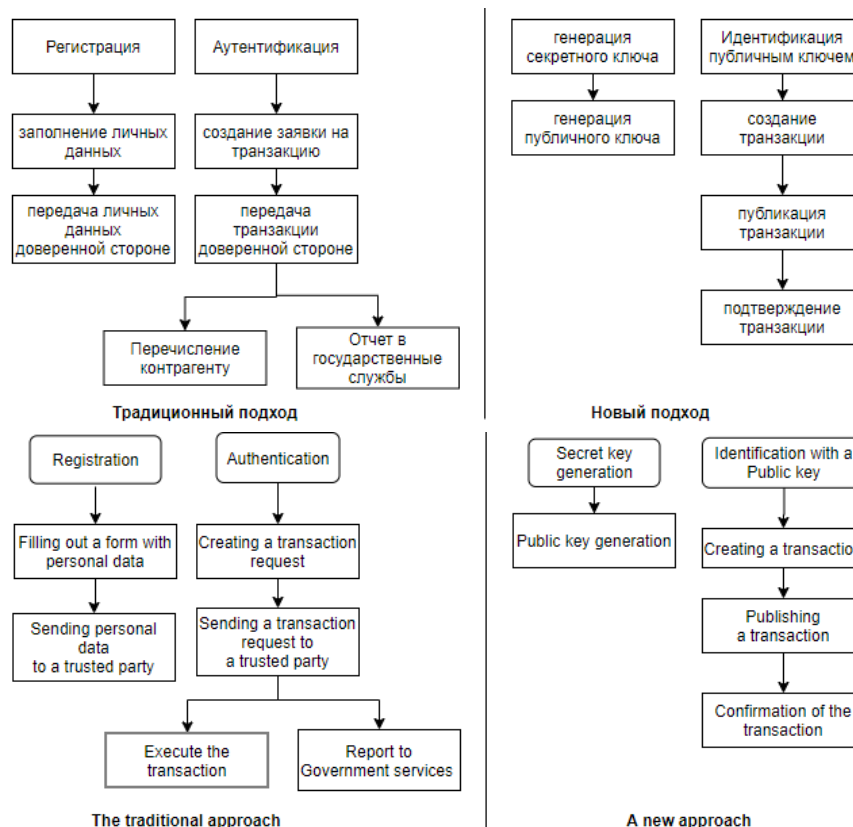 Регистрация
заполнение личных
данных
передача личных
данных
доверенной стороне
Аутентификация
создание заявки на
транзакцию
передача
транзакции
доверенной стороне
Перечисление
контрагенту
Отчет в
государственные
службы
Традиционный подход
генерация
секретного ключа
генерация
публичного ключа
Идентификация
публичным ключем
создание
транзакции
публикация
транзакции
подтверждение
транзакции
Новый подход
Registration
Filling out a form with
personal data
Sending personal
data
to a trusted party
Authentication
Creating a transaction
request
Sending a transaction
request to
a trusted party
Execute the
transaction
Report to
Government services
The traditional approach
Secret key
generation
Public key generation
Identification with a
Public key
Creating a transaction
Publishing
a transaction
Confirmation of the
transaction
A new approach